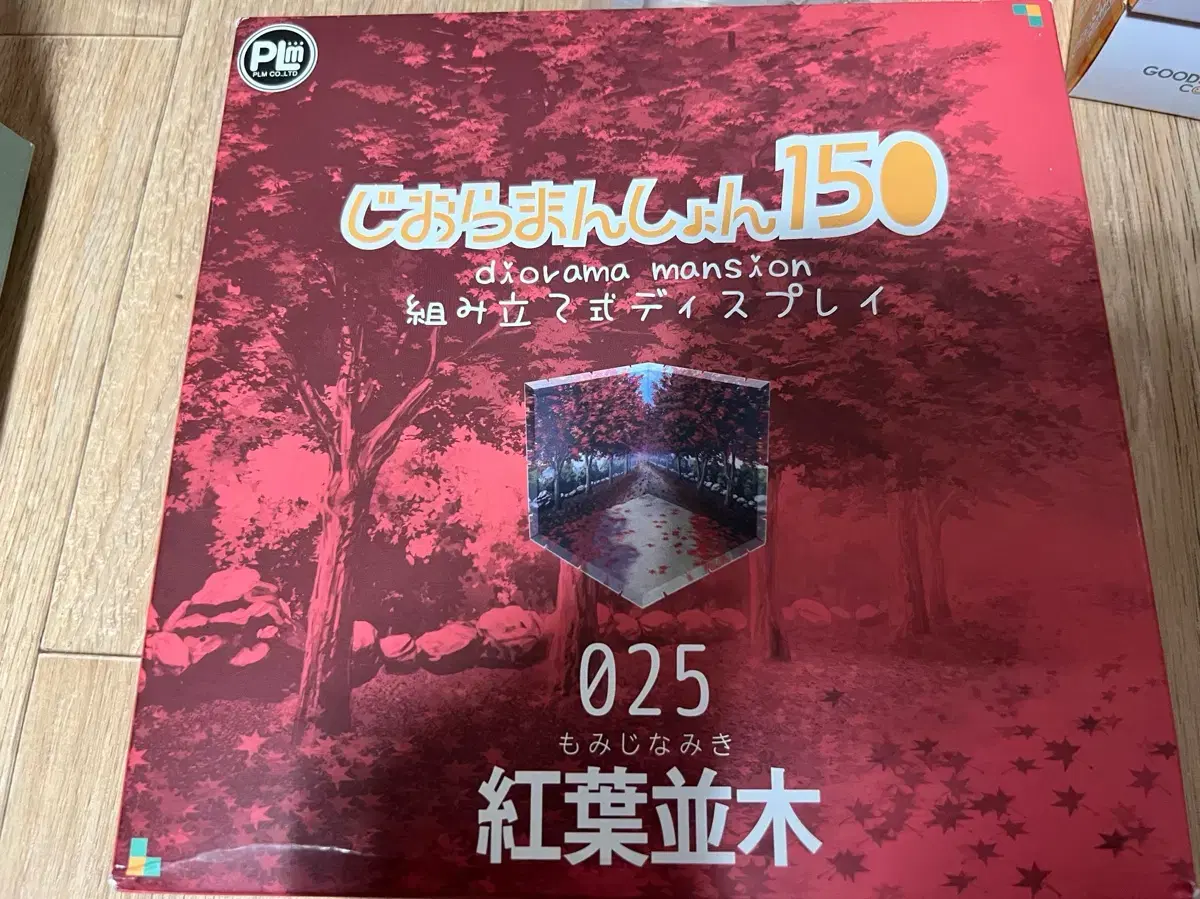 PLm
PLM CO.,LTD
GOOD
じおらまんしょん150
diorama mansion
組み立て式ディスプレイ
025
もみじなみき
紅葉並木